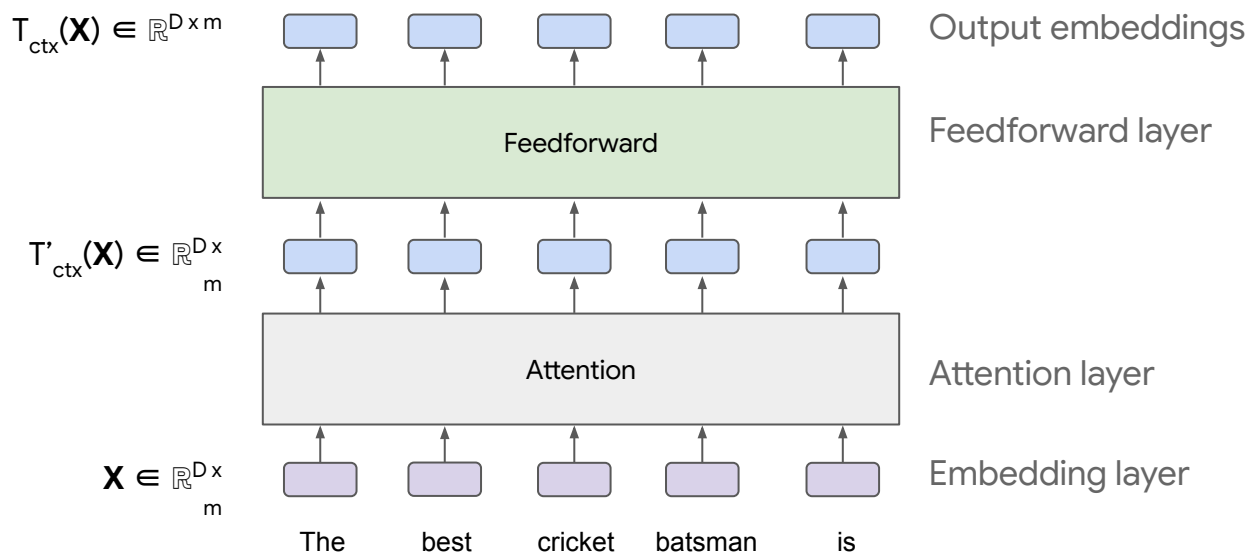 T_ctx(X) ∈ ℝ^D x m
Output embeddings
Feedforward
Feedforward layer
T’_ctx(X) ∈ ℝ^D x
m
Attention
Attention layer
X ∈ ℝ^D x
m
Embedding layer
The best cricket batsman is